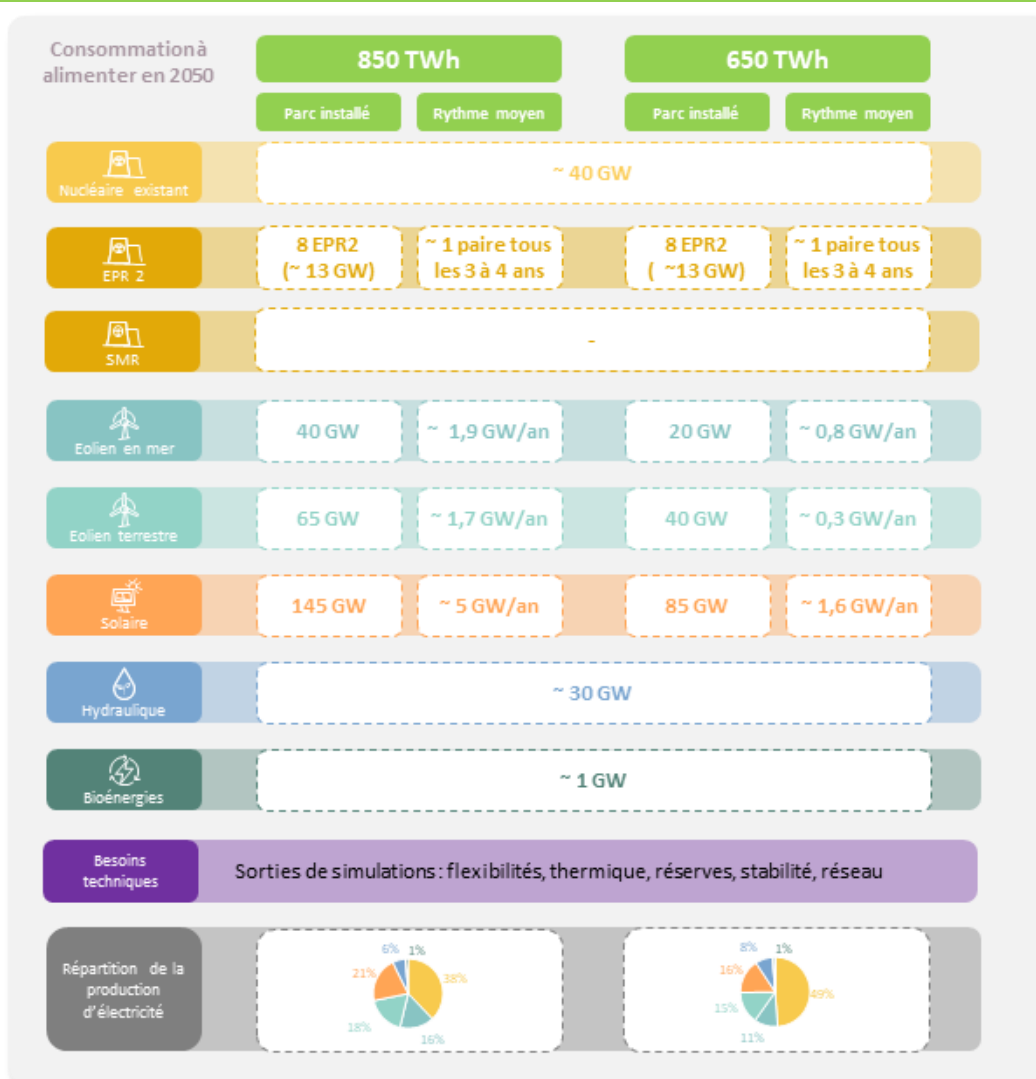 Consommation à
alimenter en 2050
850 TWh
650 TWh
Parc installé
Rythme moyen
Parc installé
Rythme moyen
Nucléaire existant
~ 40 GW
EPR 2
8 EPR2
(~ 13 GW)
~ 1 paire tous
les 3 à 4 ans
8 EPR2
( ~13 GW)
~ 1 paire tous
les 3 à 4 ans
SMR
-
Eolien en mer
40 GW
~ 1,9 GW/an
20 GW
~ 0,8 GW/an
Eolien terrestre
65 GW
~ 1,7 GW/an
40 GW
~ 0,3 GW/an
Solaire
145 GW
~ 5 GW/an
85 GW
~ 1,6 GW/an
Hydraulique
~ 30 GW
Bioénergies
~ 1 GW
Besoins
techniques
Sorties de simulations : flexibilités, thermique, réserves, stabilité, réseau
Répartition de la
production
d'électricité
6% 1%
21%
38%
18%
16%
8% 1%
16%
49%
15%
11%